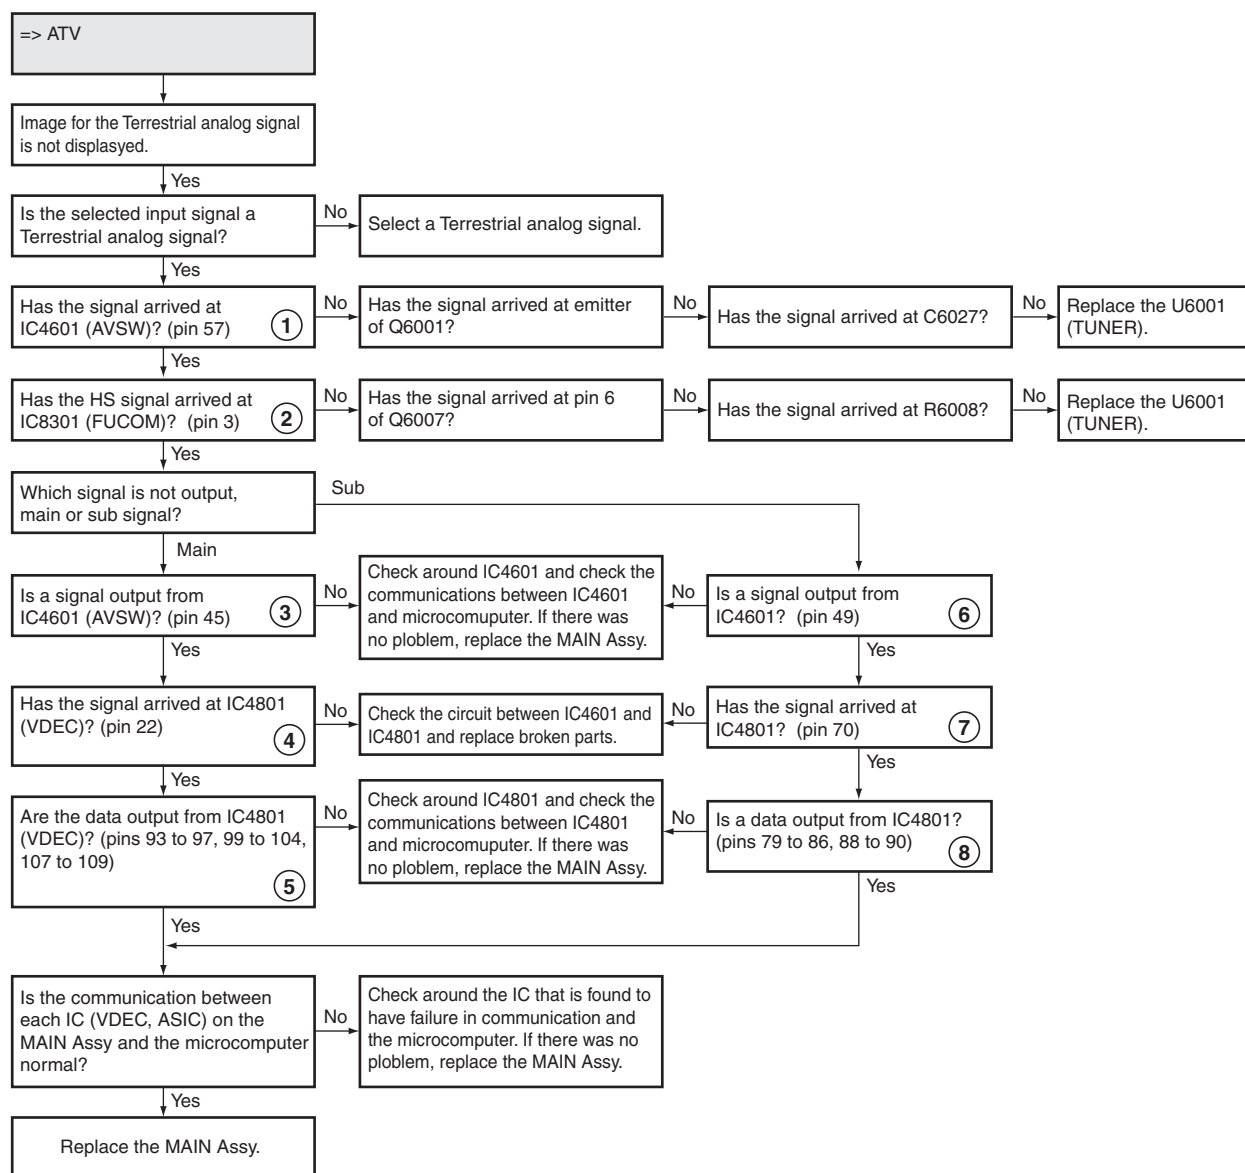 => ATV
Image for the Terrestrial analog signal
is not displasyed.
Yes
Is the selected input signal a
Terrestrial analog signal?
No
Select a Terrestrial analog signal.
Yes
Has the signal arrived at
IC4601 (AVSW)? (pin 57)
1
No
Has the signal arrived at emitter
of Q6001?
No
Has the signal arrived at C6027?
No
Replace the U6001
(TUNER).
Yes
Has the HS signal arrived at
IC8301 (FUCOM)? (pin 3)
2
No
Has the signal arrived at pin 6
of Q6007?
No
Has the signal arrived at R6008?
No
Replace the U6001
(TUNER).
Yes
Which signal is not output,
main or sub signal?
Sub
Main
Is a signal output from
IC4601 (AVSW)? (pin 45)
3
No
Check around IC4601 and check the
communications between IC4601
and microcomuputer. If there was
no ploblem, replace the MAIN Assy.
No
Is a signal output from
IC4601? (pin 49)
6
Yes
Yes
Has the signal arrived at IC4801
(VDEC)? (pin 22)
4
No
Check the circuit between IC4601 and
IC4801 and replace broken parts.
No
Has the signal arrived at
IC4801? (pin 70)
7
Yes
Yes
Are the data output from IC4801
(VDEC)? (pins 93 to 97, 99 to 104,
107 to 109)
5
No
Check around IC4801 and check the
communications between IC4801
and microcomuputer. If there was
no ploblem, replace the MAIN Assy.
No
Is a data output from IC4801?
(pins 79 to 86, 88 to 90)
8
Yes
Yes
Is the communication between
each IC (VDEC, ASIC) on the
MAIN Assy and the microcomputer
normal?
No
Check around the IC that is found to
have failure in communication and
the microcomputer. If there was no
ploblem, replace the MAIN Assy.
Yes
Replace the MAIN Assy.